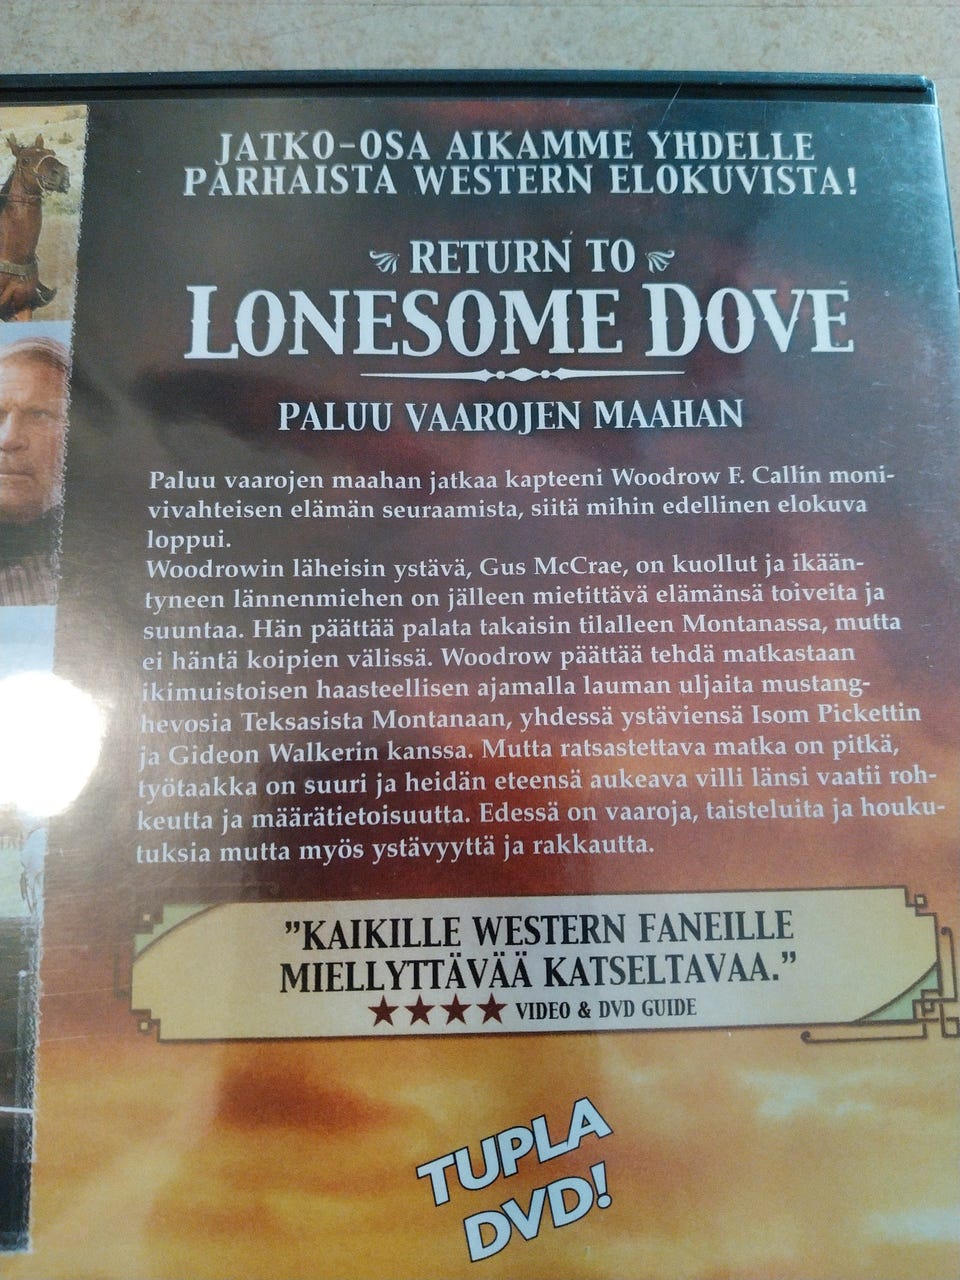 JATKO-OSA AIKAMME YHDELLE
PARHAISTA WESTERN ELOKUVISTA!
RETURN TO
LONESOME DOVE
PALUU VAAROJEN MAAHAN
Paluu vaarojen maahan jatkaa kapteeni Woodrow F. Callin moni-
vivahteisen elämän seuraamista, siitä mihin edellinen elokuva
loppui.
Woodrowin läheisin ystävä, Gus McCrae, on kuollut ja ikään-
tyneen lännenmiehen on jälleen mietittävä elämänsä toiveita ja
suuntaa. Hän päättää palata takaisin tilalleen Montanassa, mutta
ei häntä koipien välissä. Woodrow päättää tehdä matkastaan
ikimuistoisen haasteellisen ajamalla lauman uljaita mustang-
hevosia Teksasista Montanaan, yhdessä ystäviensä Isom Pickettin
ja Gideon Walkerin kanssa. Mutta ratsastettava matka on pitkä,
työtaakka on suuri ja heidän eteensä aukeava villi länsi vaatii roh-
keutta ja määrätietoisuutta. Edessä on vaaroja, taisteluita ja houku-
tuksia mutta myös ystävyyttä ja rakkautta.
"KAIKILLE WESTERN FANEILLE
MIELLYTTÄVÄÄ KATSELTAVAA."
★★★★ VIDEO & DVD GUIDE
TUPLA
DVD!